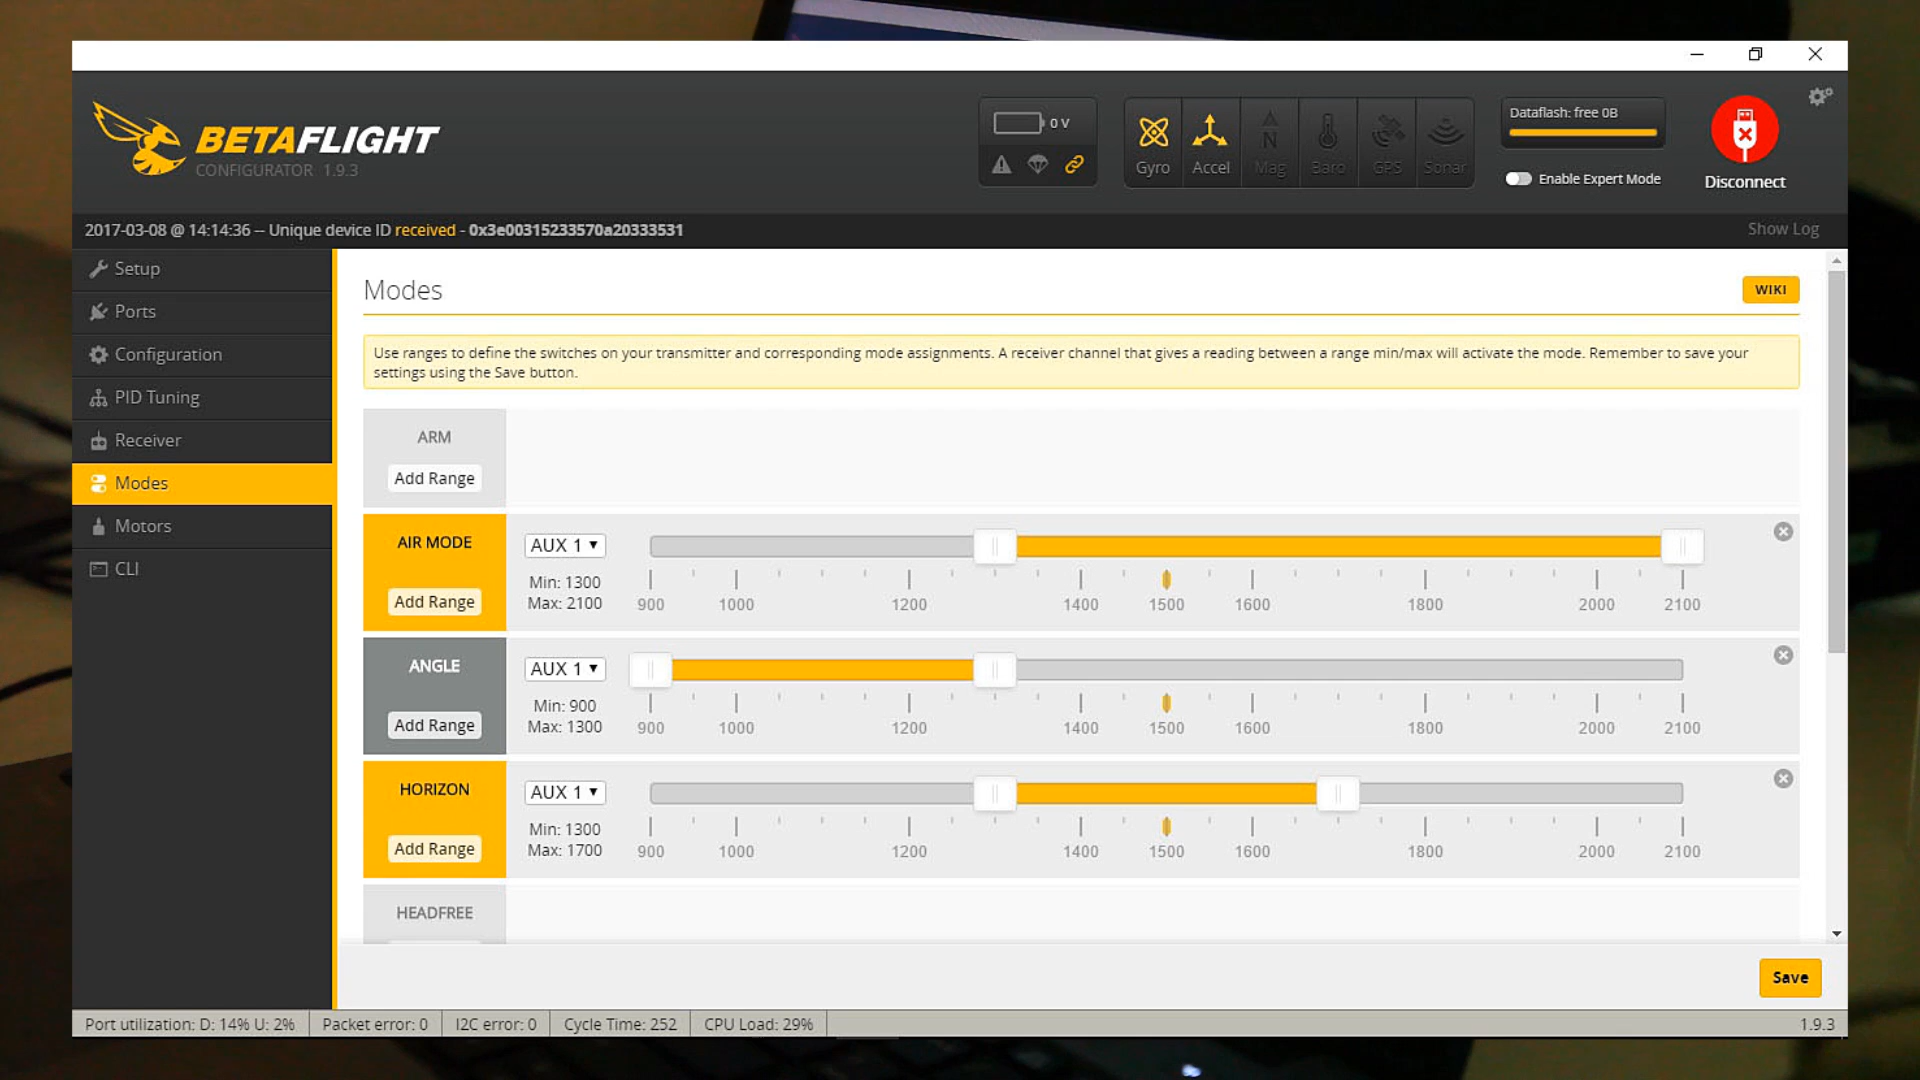 BETAFLIGHT
CONFIGURATOR 1.9.3
0 V
Gyro
Accel
Mag
Baro
GPS
Sonar
Dataflash: free 0B
Enable Expert Mode
Disconnect
2017-03-08 @ 14:14:36 -- Unique device ID received - 0x3e00315233570a20333531
Show Log
Setup
Ports
Configuration
PID Tuning
Receiver
Modes
Motors
CLI
Modes
WIKI
Use ranges to define the switches on your transmitter and corresponding mode assignments. A receiver channel that gives a reading between a range min/max will activate the mode. Remember to save your
settings using the Save button.
ARM
Add Range
AIR MODE
Add Range
AUX 1
Min: 1300
Max: 2100
900 1000 1200 1400 1500 1600 1800 2000 2100
ANGLE
Add Range
AUX 1
Min: 900
Max: 1300
900 1000 1200 1400 1500 1600 1800 2000 2100
HORIZON
Add Range
AUX 1
Min: 1300
Max: 1700
900 1000 1200 1400 1500 1600 1800 2000 2100
HEADFREE
Save
Port utilization: D: 14% U: 2%
Packet error: 0
I2C error: 0
Cycle Time: 252
CPU Load: 29%
1.9.3